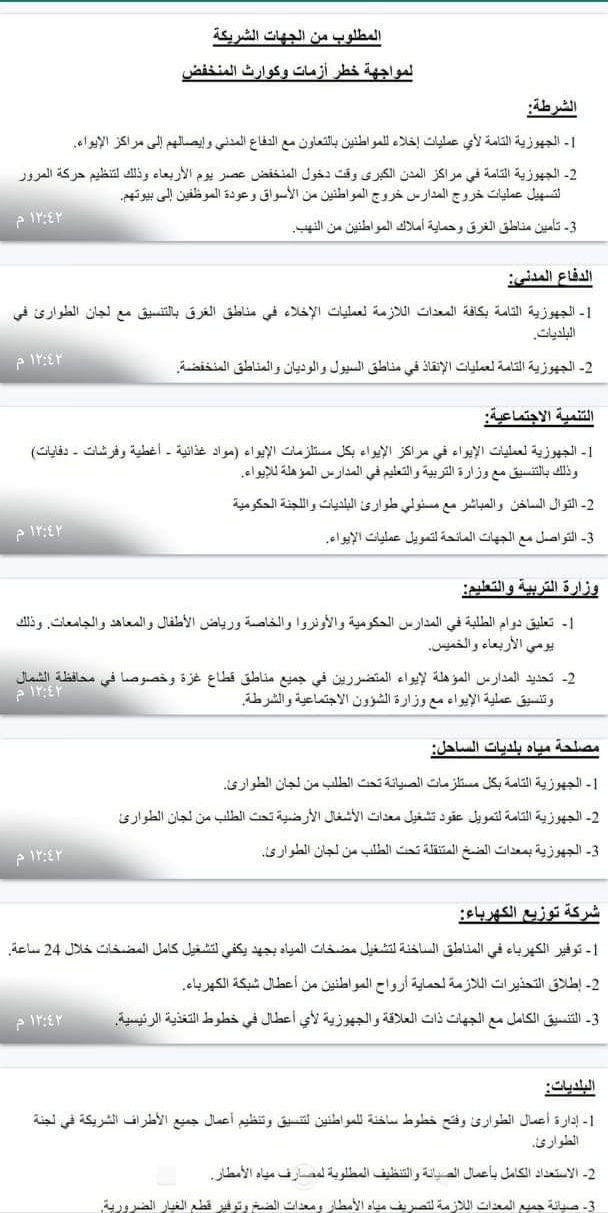 المطلوب من الجهات الشريكة
لمواجهة خطر أزمات وكوارث المنخفض
الشرطة:
1- الجهوزية التامة لأي عمليات إخلاء للمواطنين بالتعاون مع الدفاع المدني وإيصالهم إلى مراكز الإيواء.
2- الجهوزية التامة في مراكز المدن الكبرى وقت دخول المنخفض عصر يوم الأربعاء وذلك لتنظيم حركة المرور
لتسهيل عمليات خروج المدارس خروج المواطنين من الأسواق وعودة الموظفين إلى بيوتهم.
3- تأمين مناطق الغرق وحماية أملاك المواطنين من النهب.
١٢:٤٢ م
الدفاع المدني:
1- الجهوزية التامة بكافة المعدات اللازمة لعمليات الإخلاء في مناطق الغرق بالتنسيق مع لجان الطوارئ في
البلديات.
2- الجهوزية التامة لعمليات الإنقاذ في مناطق السيول والوديان والمناطق المنخفضة.
١٢:٤٢ م
التنمية الاجتماعية:
1- الجهوزية لعمليات الإيواء في مراكز الإيواء بكل مستلزمات الإيواء (مواد غذائية - أغطية وفرشات - دفايات)
وذلك بالتنسيق مع وزارة التربية والتعليم في المدارس المؤهلة للإيواء.
2- التوال الساخن والمباشر مع مسئولي طوارئ البلديات واللجنة الحكومية
3- التواصل مع الجهات المانحة لتمويل عمليات الإيواء.
١٢:٤٢ م
وزارة التربية والتعليم:
1- تعليق دوام الطلبة في المدارس الحكومية والأونروا والخاصة ورياض الأطفال والمعاهد والجامعات. وذلك
يومي الأربعاء والخميس.
2- تحديد المدارس المؤهلة لإيواء المتضررين في جميع مناطق قطاع غزة وخصوصا في محافظة الشمال
وتنسيق عملية الإيواء مع وزارة الشؤون الاجتماعية والشرطة.
١٢:٤٢ م
مصلحة مياه بلديات الساحل:
1- الجهوزية التامة بكل مستلزمات الصيانة تحت الطلب من لجان الطوارئ.
2- الجهوزية التامة لتمويل عقود تشغيل معدات الأشغال الأرضية تحت الطلب من لجان الطوارئ
3- الجهوزية بمعدات الضخ المتنقلة تحت الطلب من لجان الطوارئ.
١٢:٤٢ م
شركة توزيع الكهرباء:
1- توفير الكهرباء في المناطق الساخنة لتشغيل مضخات المياه بجهد يكفي لتشغيل كامل المضخات خلال 24 ساعة.
2- إطلاق التحذيرات اللازمة لحماية أرواح المواطنين من أعطال شبكة الكهرباء.
3- التنسيق الكامل مع الجهات ذات العلاقة والجهوزية لأي أعطال في خطوط التغذية الرئيسية.
١٢:٤٢ م
البلديات:
1- إدارة أعمال الطوارئ وفتح خطوط ساخنة للمواطنين لتنسيق وتنظيم أعمال جميع الأطراف الشريكة في لجنة
الطوارئ.
2- الاستعداد الكامل بأعمال الصيانة والتنظيف المطلوبة لمصارف مياه الأمطار.
3- صيانة جميع المعدات اللازمة لتصريف مياه الأمطار ومعدات الضخ وتوفير قطع الغيار الضرورية.